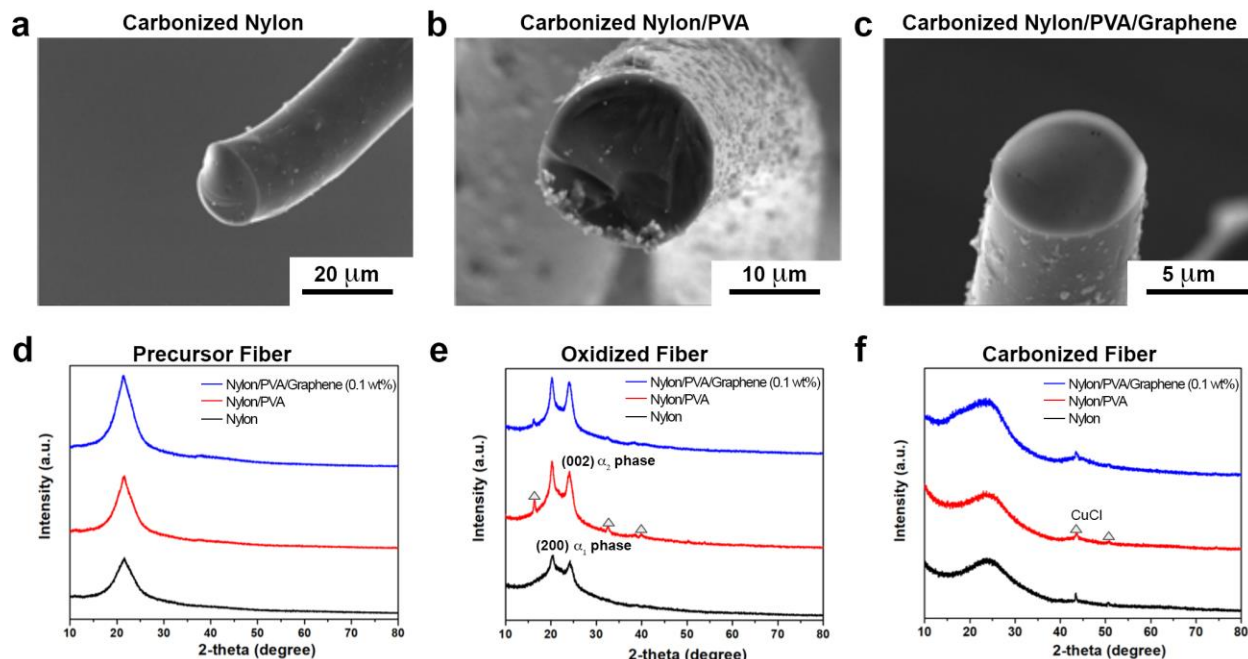 a Carbonized Nylon
20 μm
b Carbonized Nylon/PVA
10 μm
c Carbonized Nylon/PVA/Graphene
5 μm
d Precursor Fiber
Nylon/PVA/Graphene (0.1 wt%)
Nylon/PVA
Nylon
Intensity (a.u.)
10 20 30 40 50 60 70 80
2-theta (degree)
e Oxidized Fiber
Nylon/PVA/Graphene (0.1 wt%)
Nylon/PVA
Nylon
(002) α₂ phase
(200) α₁ phase
Intensity (a.u.)
10 20 30 40 50 60 70 80
2-theta (degree)
f Carbonized Fiber
Nylon/PVA/Graphene (0.1 wt%)
Nylon/PVA
Nylon
CuCl
Intensity (a.u.)
10 20 30 40 50 60 70 80
2-theta (degree)